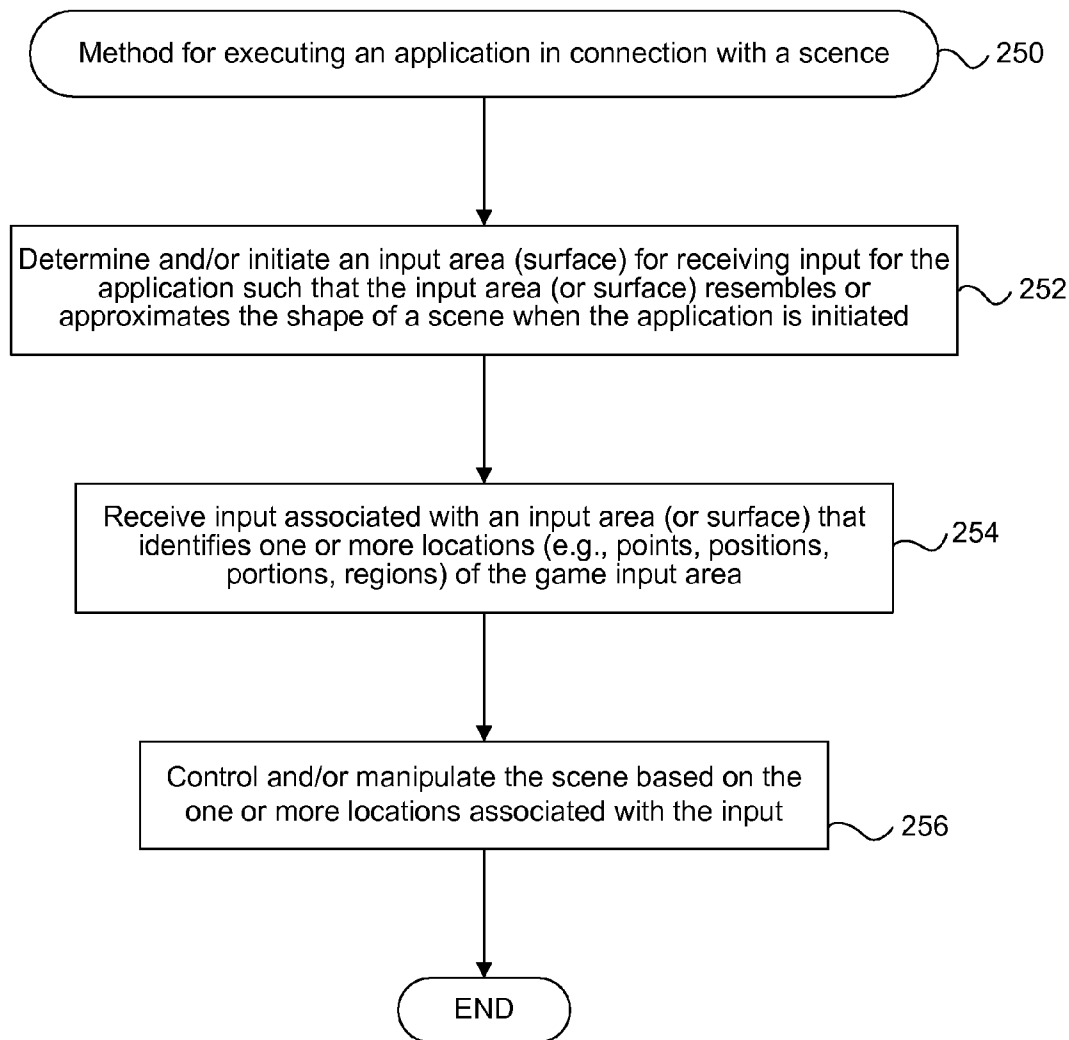 Method for executing an application in connection with a scence
250
Determine and/or initiate an input area (surface) for receiving input for the
application such that the input area (or surface) resembles or
approximates the shape of a scene when the application is initiated
252
Receive input associated with an input area (or surface) that
identifies one or more locations (e.g., points, positions,
portions, regions) of the game input area
254
Control and/or manipulate the scene based on the
one or more locations associated with the input
256
END